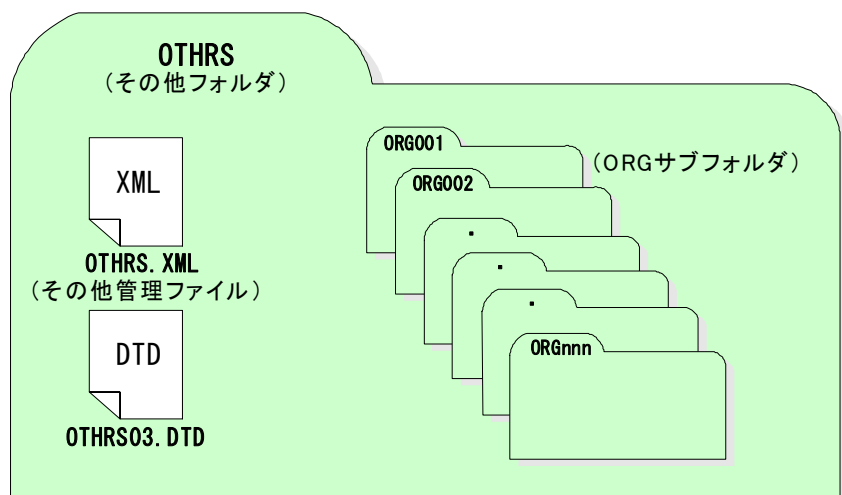 OTHRS
（その他フォルダ）
XML
OTHRS.XML
（その他管理ファイル）
DTD
OTHRS03.DTD
ORG001
（ORGサブフォルダ）
ORG002
・
・
・
ORGnnn